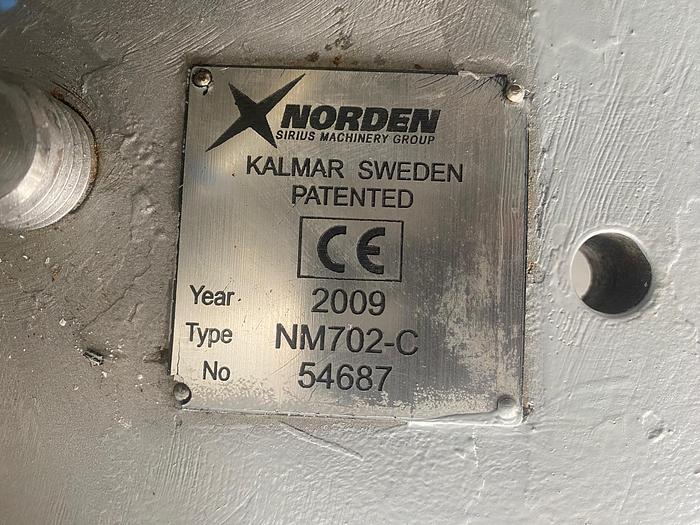 NORDEN
SIRIUS MACHINERY GROUP
KALMAR SWEDEN
PATENTED
CE
Year 2009
Type NM702-C
No 54687